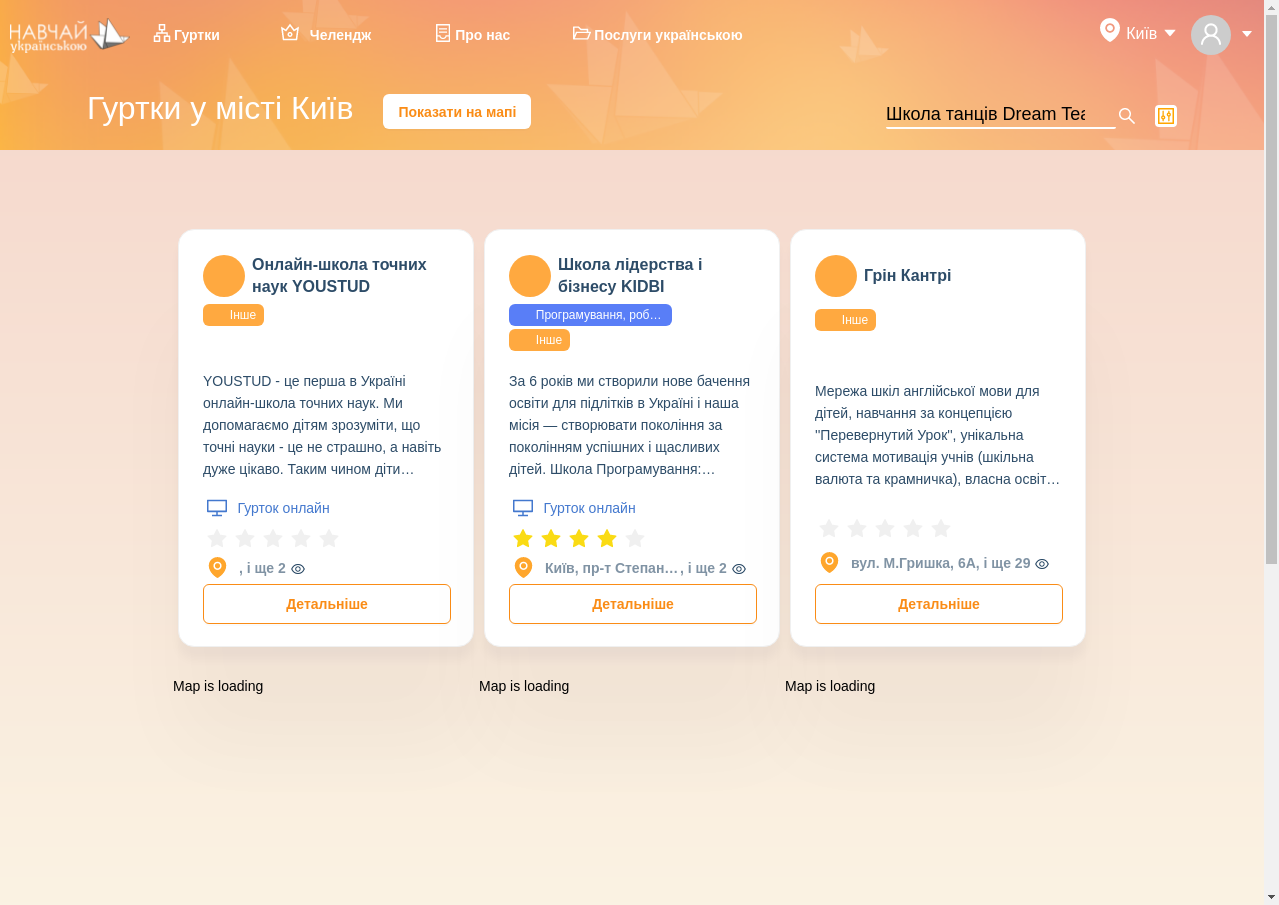 НАВЧАЙ
українською
Гуртки
Челендж
Про нас
Послуги українською
Київ
Гуртки у місті Київ
Показати на мапі
Школа танців Dream
Онлайн-школа точних
наук YOUSTUD
Інше
YOUSTUD - це перша в Україні
онлайн-школа точних наук. Ми
допомагаємо дітям зрозуміти, що
точні науки - це не страшно, а навіть
дуже цікаво. Таким чином діти…
Гурток онлайн
, і ще 2
Детальніше
Школа лідерства і
бізнесу KIDBI
Програмування, роб…
Інше
За 6 років ми створили нове бачення
освіти для підлітків в Україні і наша
місія — створювати покоління за
поколінням успішних і щасливих
дітей. Школа Програмування:…
Гурток онлайн
Київ, пр-т Степан… , і ще 2
Детальніше
Грін Кантрі
Інше
Мережа шкіл англійської мови для
дітей, навчання за концепцією
"Перевернутий Урок", унікальна
система мотивація учнів (шкільна
валюта та крамничка), власна освіт…
вул. М.Гришка, 6А, і ще 29
Детальніше
Map is loading
Map is loading
Map is loading